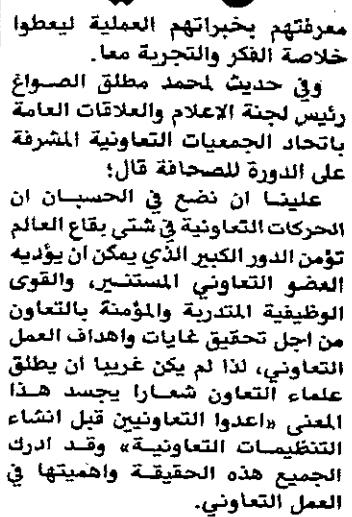 معرفتهم بخبراتهم العملية ليعطوا
خلاصة الفكر والتجربة معا.
وفي حديث لمحمد مطلق الصواغ
رئيس لجنة الاعلام والعلاقات العامة
باتحاد الجمعيات التعاونية المشرفة
على الدورة للصحافة قال؛
علينا ان نضع في الحسبان ان
الحركات التعاونية في شتى بقاع العالم
تؤمن الدور الكبير الذي يمكن ان يؤديه
العضو التعاوني المستنير، والقوى
الوظيفية المتدربة والمؤمنة بالتعاون
من اجل تحقيق غايات واهداف العمل
التعاوني، لذا لم يكن غريبا ان يطلق
علماء التعاون شعارا يجسد هذا
المعنى «اعدوا التعاونيين قبل انشاء
التنظيمات التعاونية» وقد ادرك
الجميع هذه الحقيقة واهميتها في
العمل التعاوني.